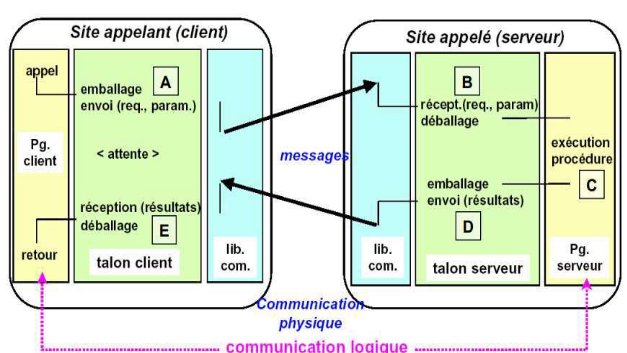 Site appelant (client)
appel
emballage
A
envoi (req., param.)
Pg.
client
< attente >
réception (résultats)
déballage
E
retour
talon client
lib.
com.
messages
Communication
physique
Site appelé (serveur)
B
récept.(req., param)
déballage
exécution
procédure
C
emballage
envoi (résultats)
D
lib.
com.
talon serveur
Pg.
serveur
communication logique